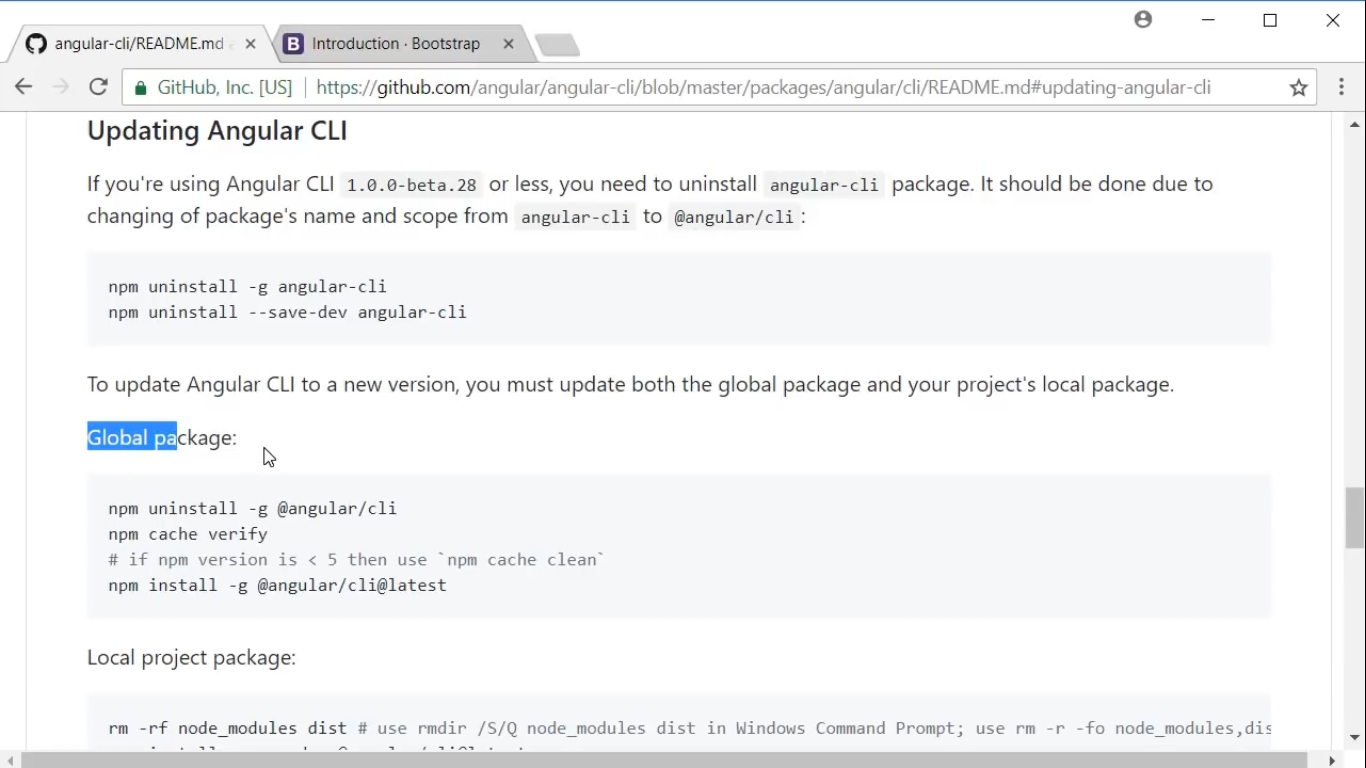 angular-cli/README.md
Introduction · Bootstrap
GitHub, Inc. [US]
https://github.com/angular/angular-cli/blob/master/packages/angular/cli/README.md#updating-angular-cli
Updating Angular CLI
If you're using Angular CLI 1.0.0-beta.28 or less, you need to uninstall angular-cli package. It should be done due to
changing of package's name and scope from angular-cli to @angular/cli:
npm uninstall -g angular-cli
npm uninstall --save-dev angular-cli
To update Angular CLI to a new version, you must update both the global package and your project's local package.
Global package:
npm uninstall -g @angular/cli
npm cache verify
# if npm version is < 5 then use `npm cache clean`
npm install -g @angular/cli@latest
Local project package:
rm -rf node_modules dist # use rmdir /S/Q node_modules dist in Windows Command Prompt; use rm -r -fo node_modules,dis